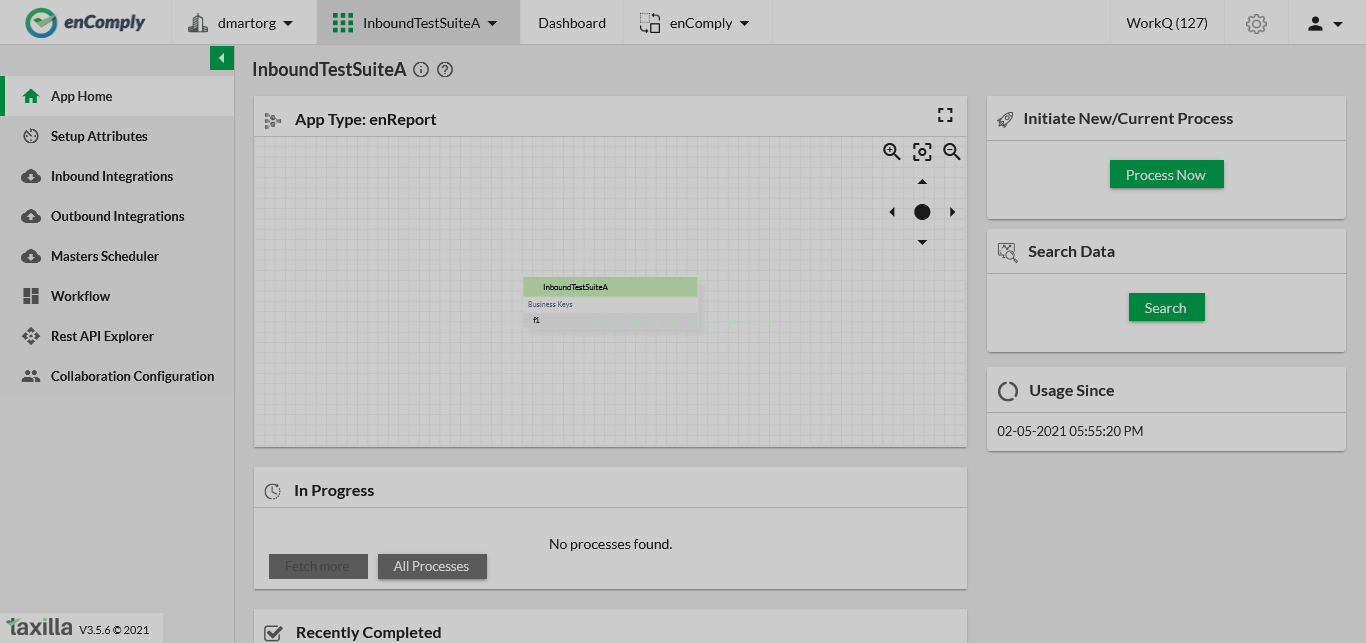 enComply
dmartorg
InboundTestSuiteA
Dashboard
enComply
WorkQ (127)
App Home
Setup Attributes
Inbound Integrations
Outbound Integrations
Masters Scheduler
Workflow
Rest API Explorer
Collaboration Configuration
taxilla V3.5.6 © 2021
InboundTestSuiteA
App Type: enReport
InboundTestSuiteA
Business Keys
f1
In Progress
No processes found.
Fetch more
All Processes
Recently Completed
Initiate New/Current Process
Process Now
Search Data
Search
Usage Since
02-05-2021 05:55:20 PM